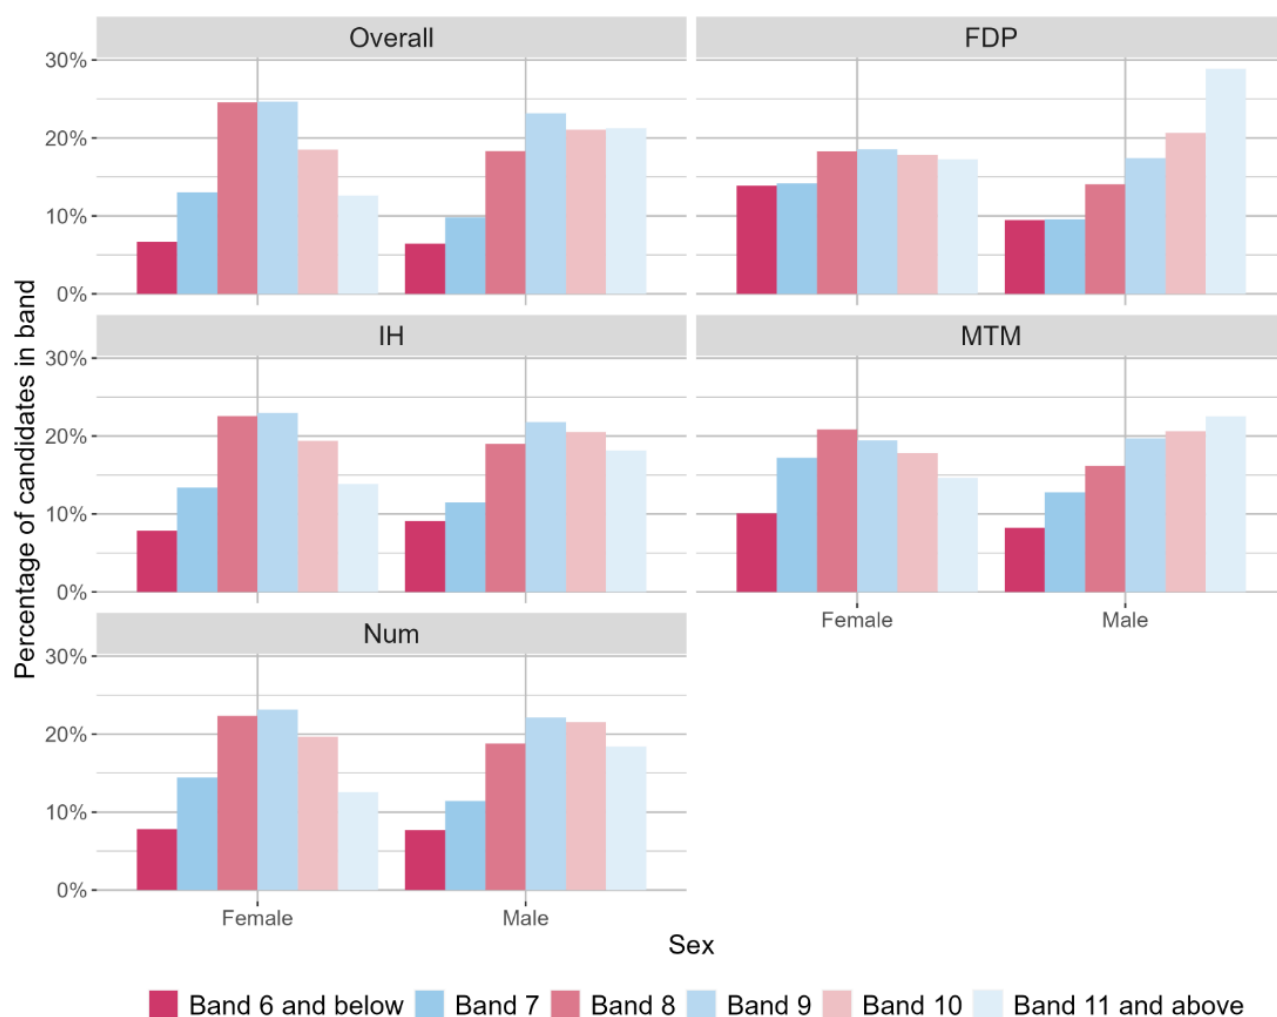 Overall
FDP
30%
20%
10%
0%
IH
MTM
30%
20%
10%
0%
Female
Male
Num
30%
20%
10%
0%
Female
Male
Percentage of candidates in band
Sex
Band 6 and below Band 7 Band 8 Band 9 Band 10 Band 11 and above